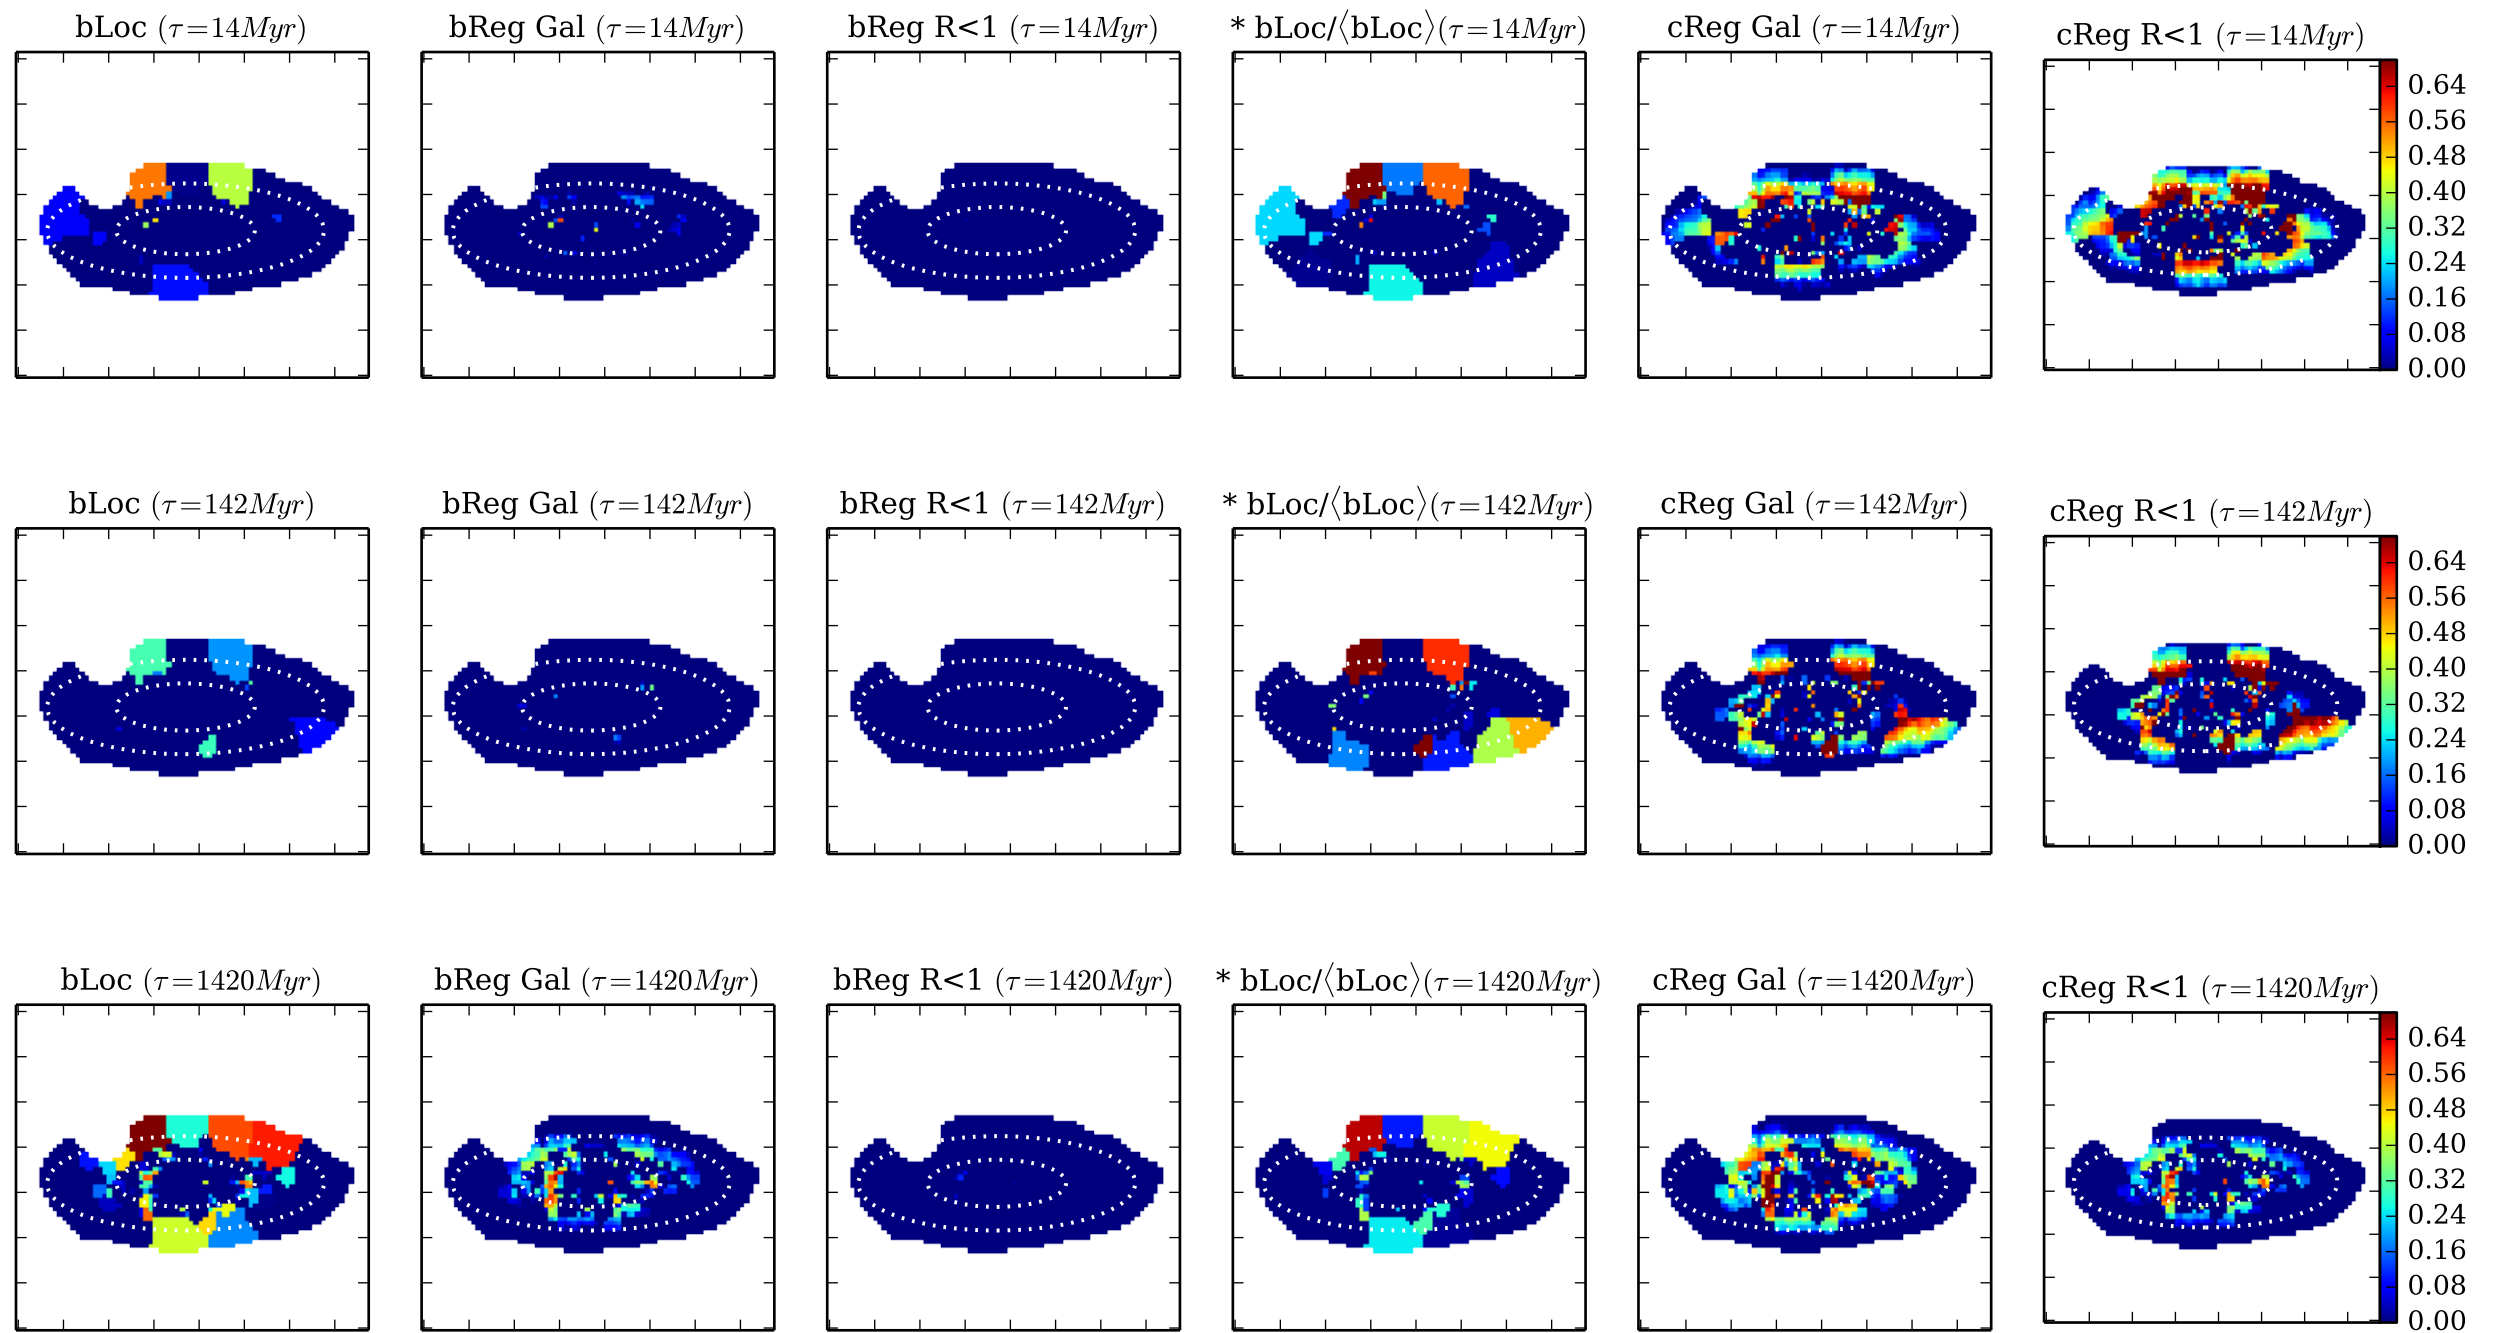 bLoc (τ=14Myr)
bReg Gal (τ=14Myr)
bReg R<1 (τ=14Myr)
* bLoc/⟨bLoc⟩(τ=14Myr)
cReg Gal (τ=14Myr)
cReg R<1 (τ=14Myr)
0.64
0.56
0.48
0.40
0.32
0.24
0.16
0.08
0.00
bLoc (τ=142Myr)
bReg Gal (τ=142Myr)
bReg R<1 (τ=142Myr)
* bLoc/⟨bLoc⟩(τ=142Myr)
cReg Gal (τ=142Myr)
cReg R<1 (τ=142Myr)
0.64
0.56
0.48
0.40
0.32
0.24
0.16
0.08
0.00
bLoc (τ=1420Myr)
bReg Gal (τ=1420Myr)
bReg R<1 (τ=1420Myr)
* bLoc/⟨bLoc⟩(τ=1420Myr)
cReg Gal (τ=1420Myr)
cReg R<1 (τ=1420Myr)
0.64
0.56
0.48
0.40
0.32
0.24
0.16
0.08
0.00